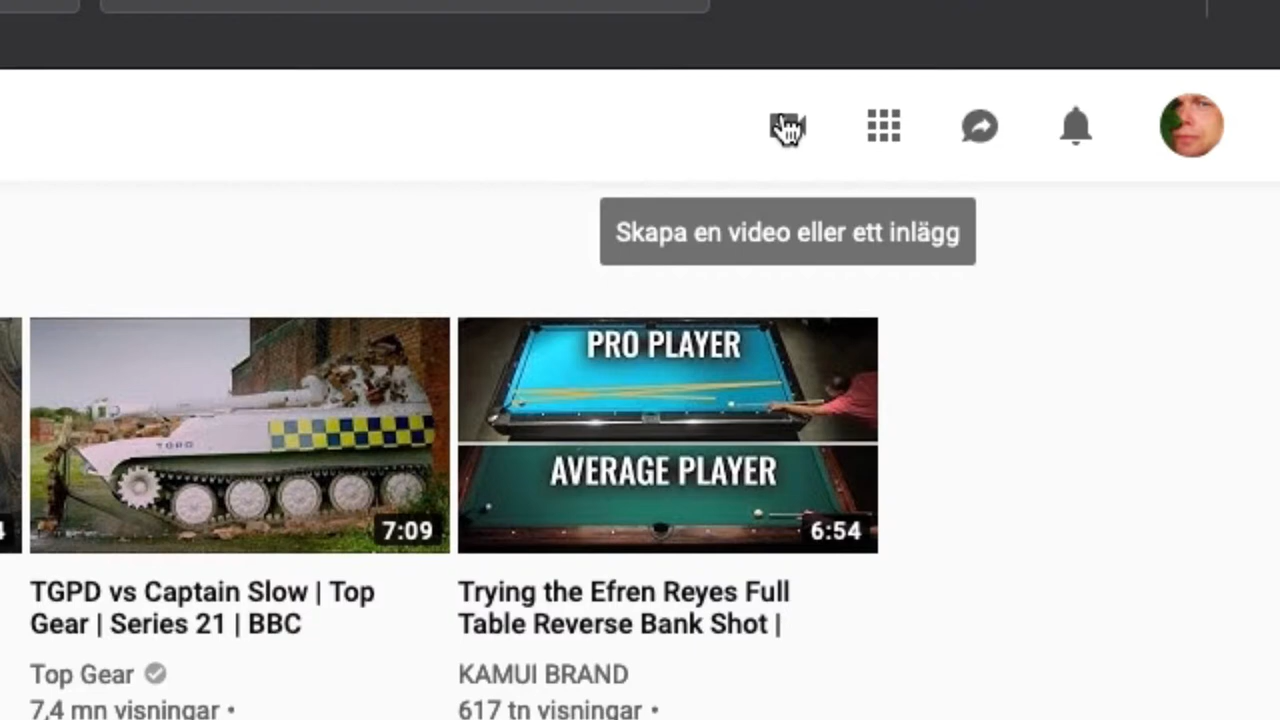 Skapa en video eller ett inlägg
PRO PLAYER
AVERAGE PLAYER
TOPD
4
7:09
6:54
TGPD vs Captain Slow | Top
Gear | Series 21 | BBC
Trying the Efren Reyes Full
Table Reverse Bank Shot |
Top Gear
KAMUI BRAND
7,4 mn visningar •
617 tn visningar •